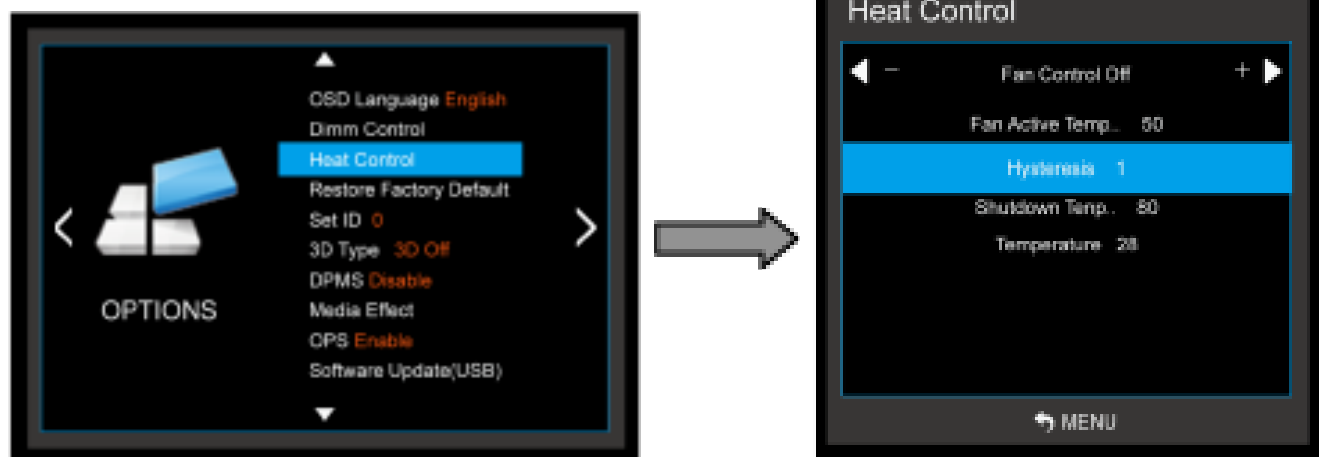 OSD Language English
Dimm Control
Heat Control
Restore Factory Default
Set ID 0
3D Type 3D Off
DPMS Disable
Media Effect
OPS Enable
Software Update(USB)
OPTIONS
Heat Control
− Fan Control Off +
Fan Active Temp.. 50
Hysteresis 1
Shutdown Temp.. 80
Temperature 28
MENU